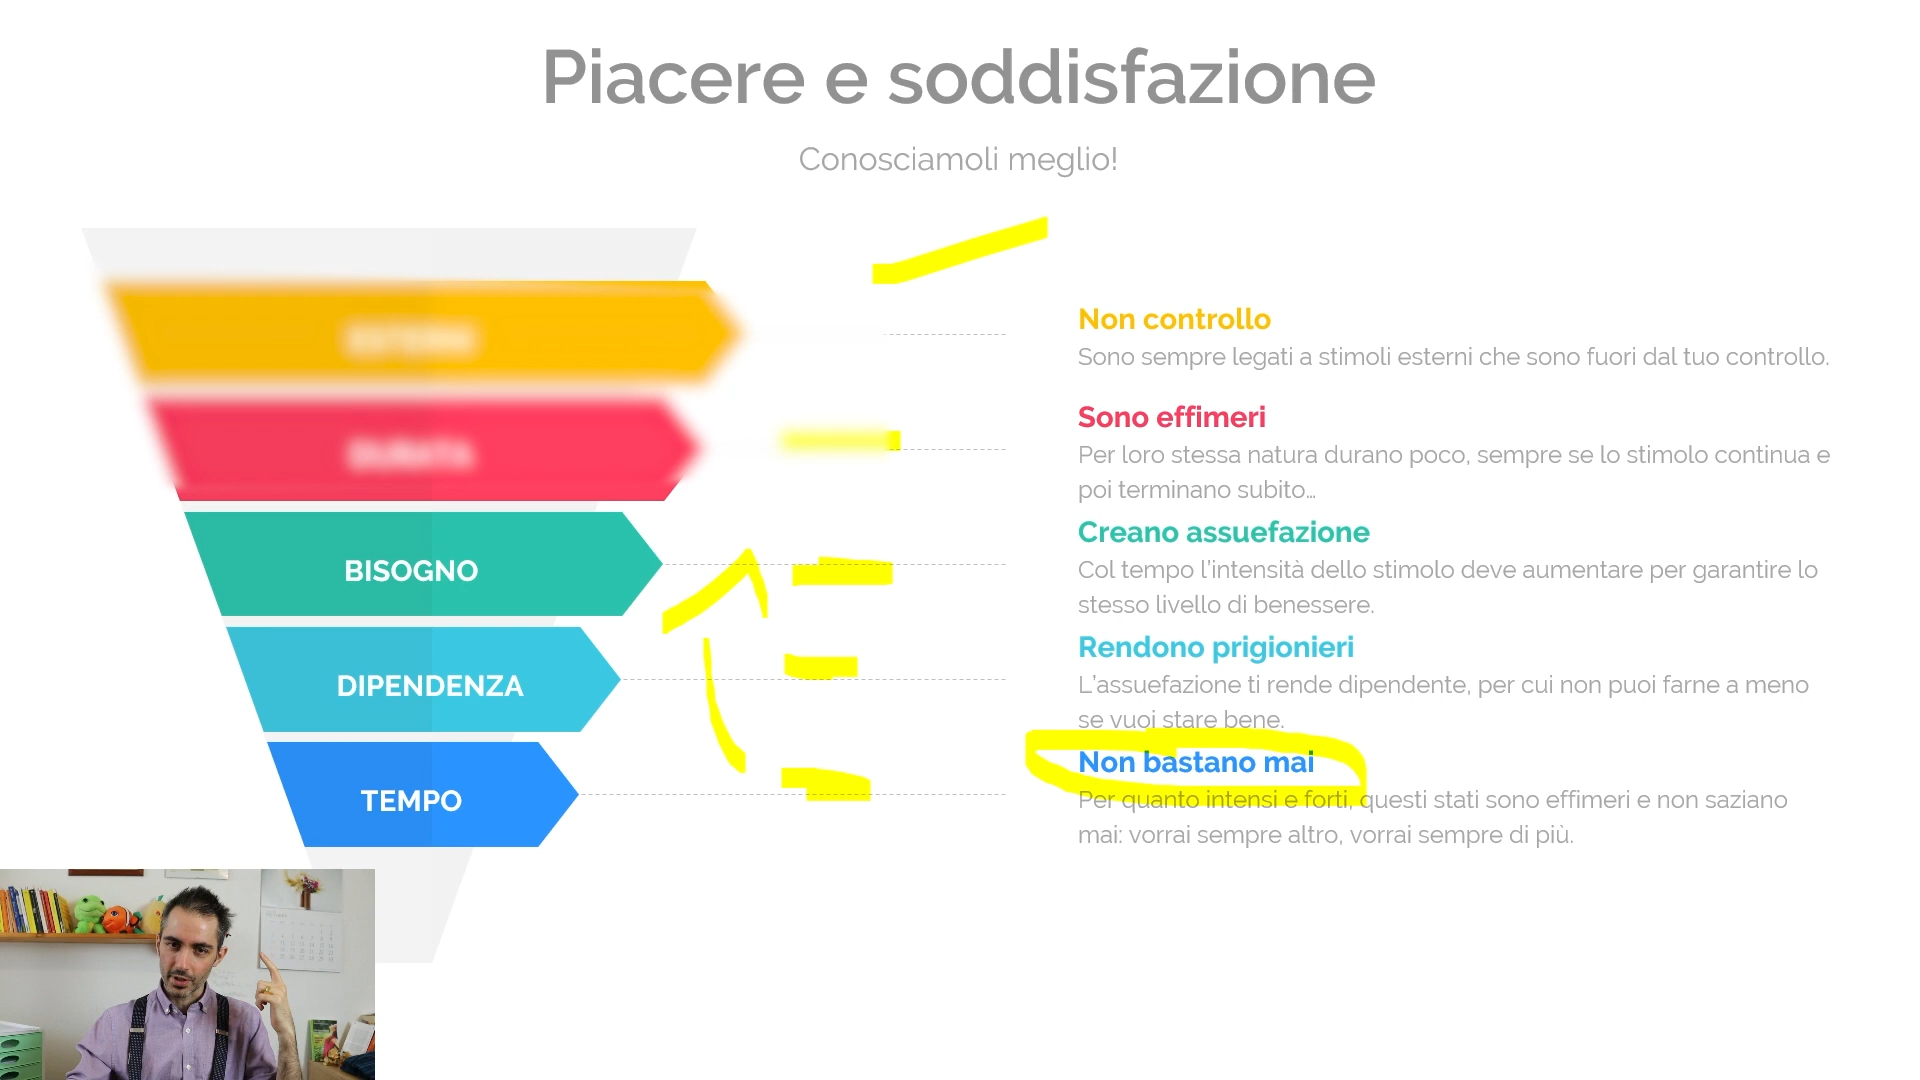 Piacere e soddisfazione
Conosciamoli meglio!
Non controllo
Sono sempre legati a stimoli esterni che sono fuori dal tuo controllo.
DURATA
Sono effimeri
Per loro stessa natura durano poco, sempre se lo stimolo continua e
poi terminano subito…
BISOGNO
Creano assuefazione
Col tempo l'intensità dello stimolo deve aumentare per garantire lo
stesso livello di benessere.
DIPENDENZA
Rendono prigionieri
L'assuefazione ti rende dipendente, per cui non puoi farne a meno
se vuoi stare bene.
TEMPO
Non bastano mai
Per quanto intensi e forti, questi stati sono effimeri e non saziano
mai: vorrai sempre altro, vorrai sempre di più.